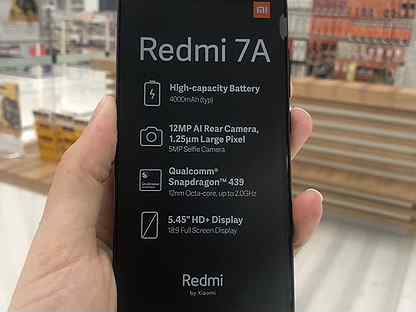 mi
Redmi 7A
High-capacity Battery
4000mAh(typ)
12MP AI Rear Camera,
1.25μm Large Pixel
5MP Selfie Camera
Qualcomm®
Snapdragon™ 439
12nm Octa-core, up to 2.0GHz
5.45" HD+ Display
18:9 Full Screen Display
Redmi
by Xiaomi